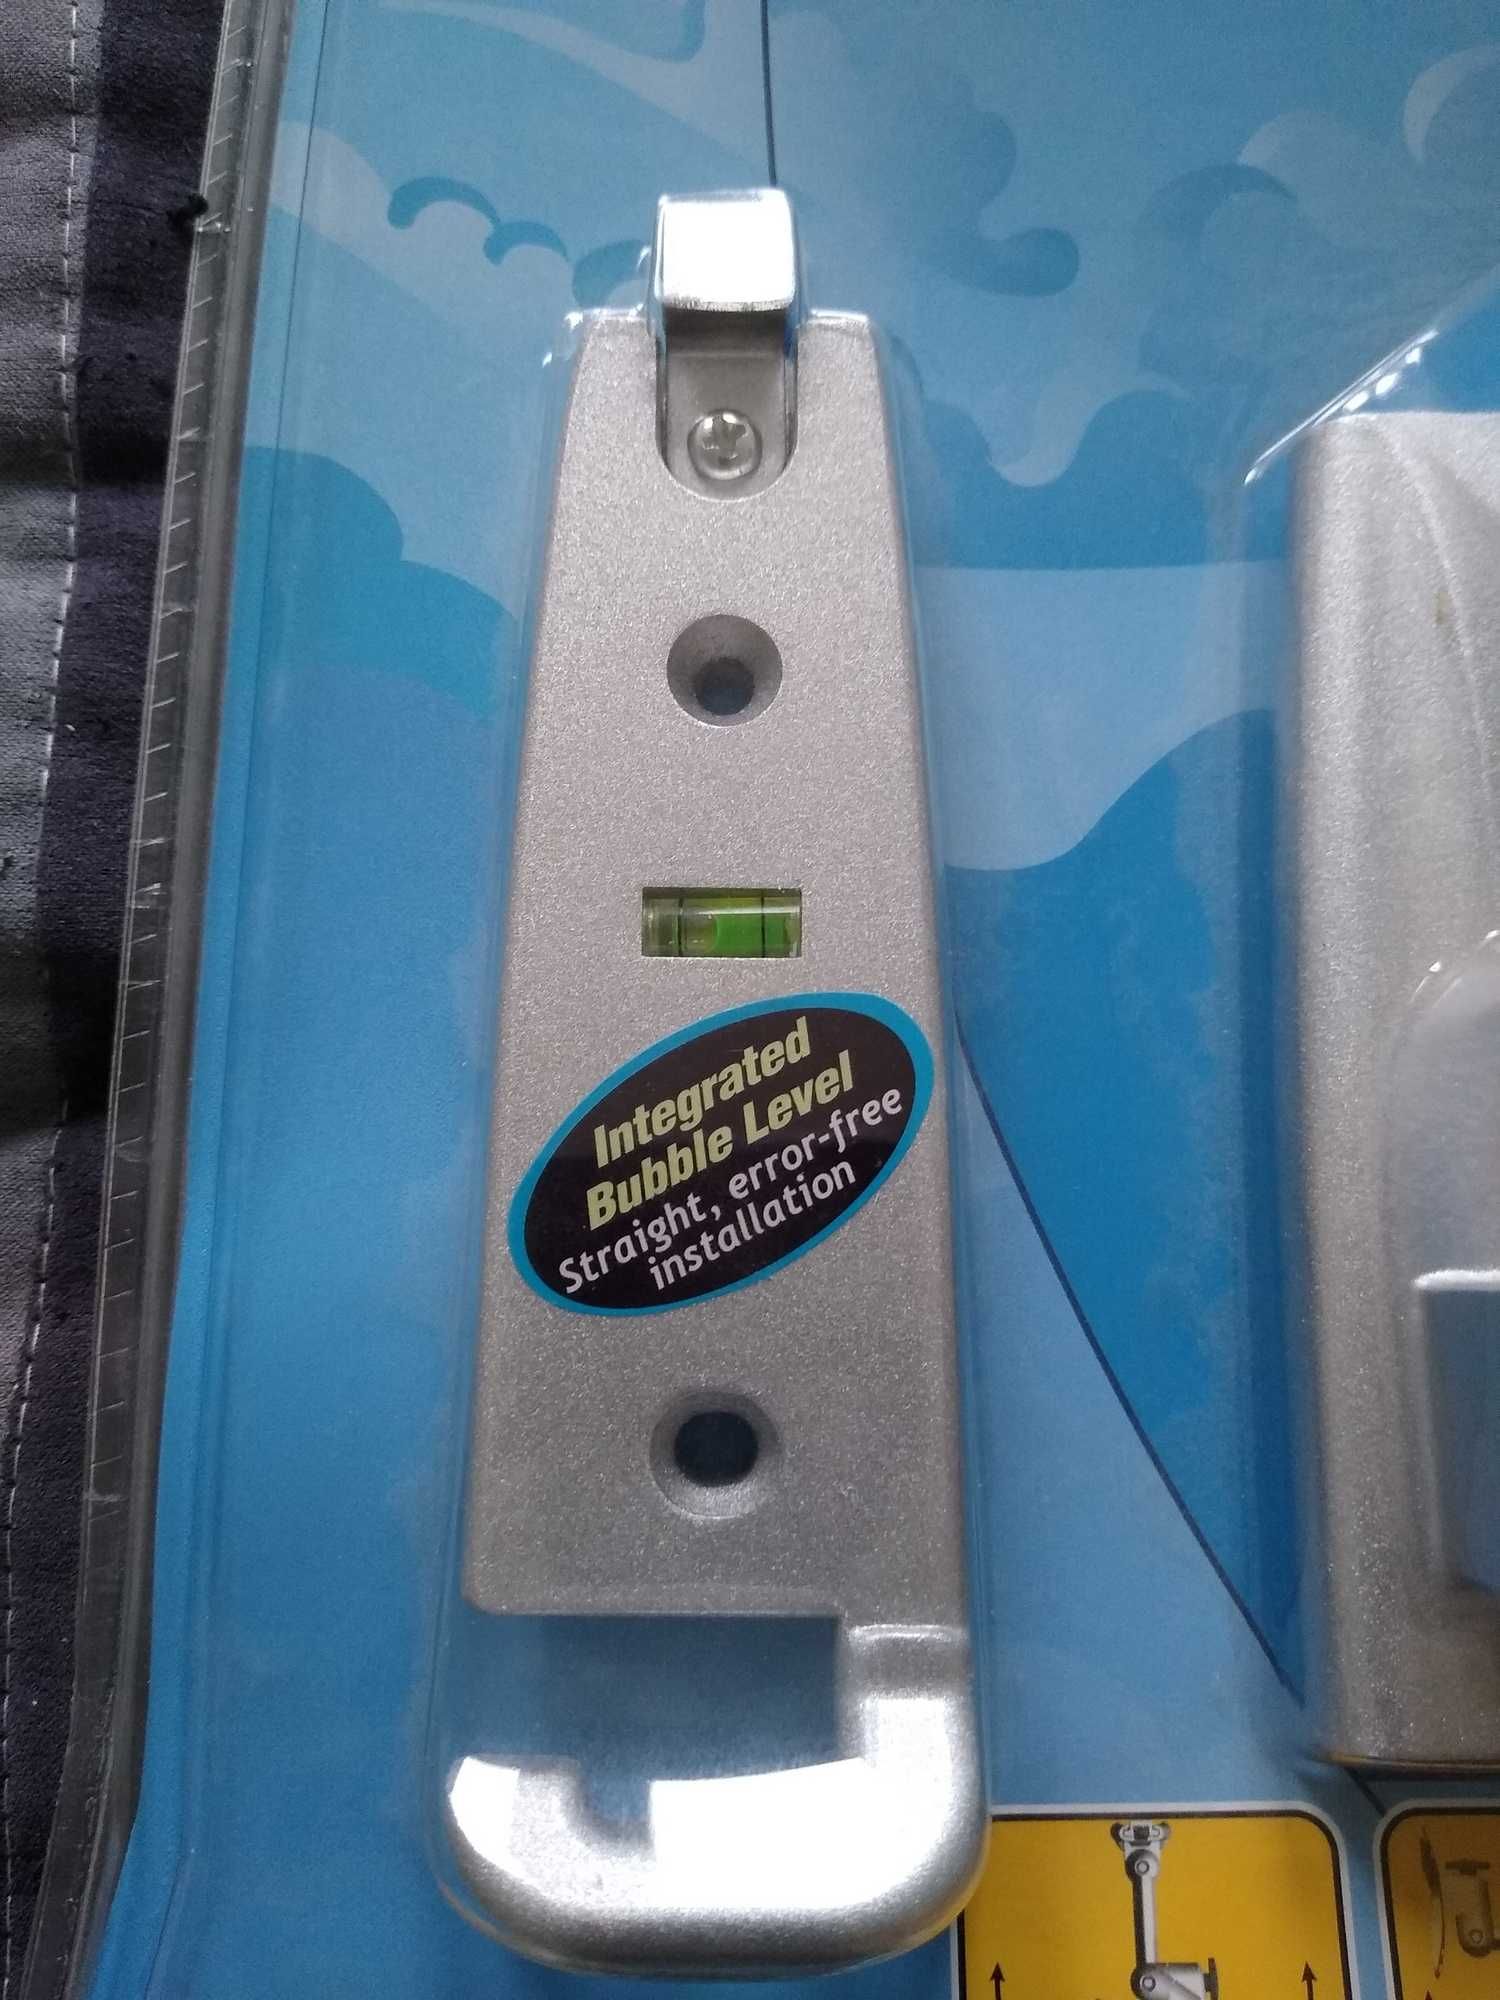 Integrated
Bubble Level
Straight, error-free
installation